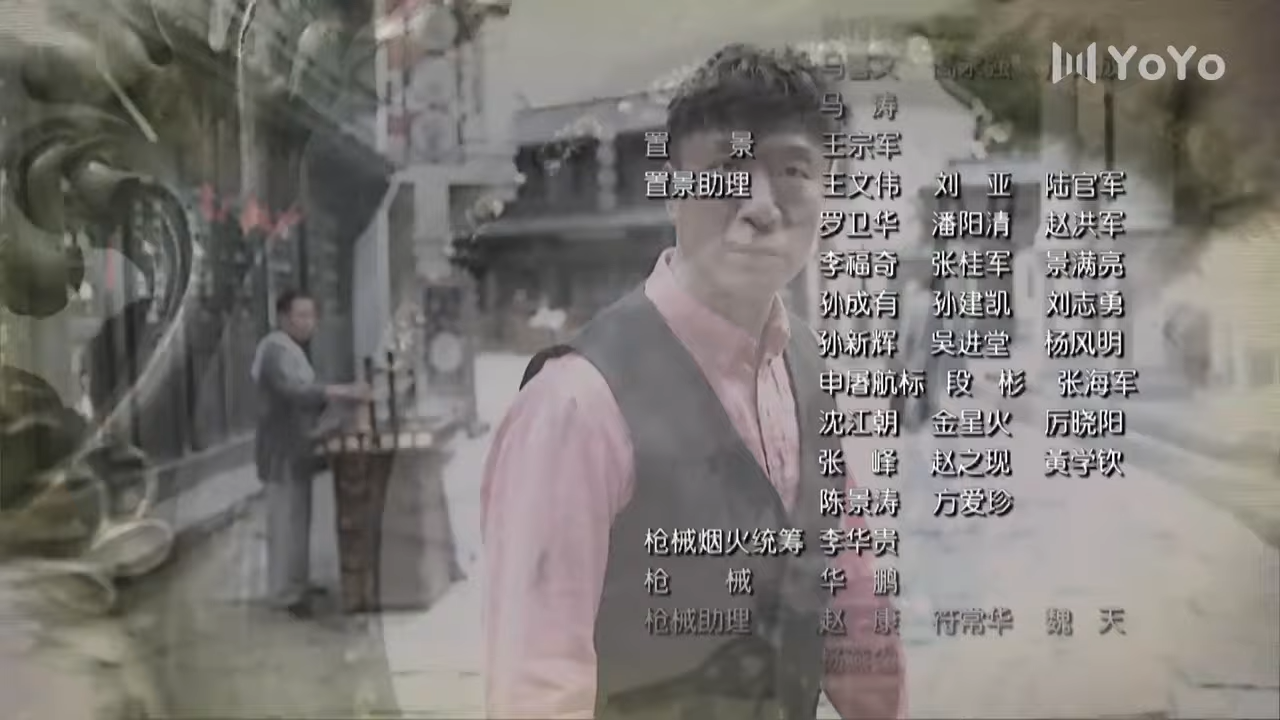 YoYo
马 涛
置 景 王宗军
置景助理 王文伟 刘 亚 陆官军
罗卫华 潘阳清 赵洪军
李福奇 张桂军 景满亮
孙成有 孙建凯 刘志勇
孙新辉 吴进堂 杨风明
申屠航标 段 彬 张海军
沈江朝 金星火 厉晓阳
张 峰 赵之现 黄学钦
陈景涛 方爱珍
枪械烟火统筹 李华贵
枪 械 华 鹏
枪械助理 赵 康 符常华 魏 天